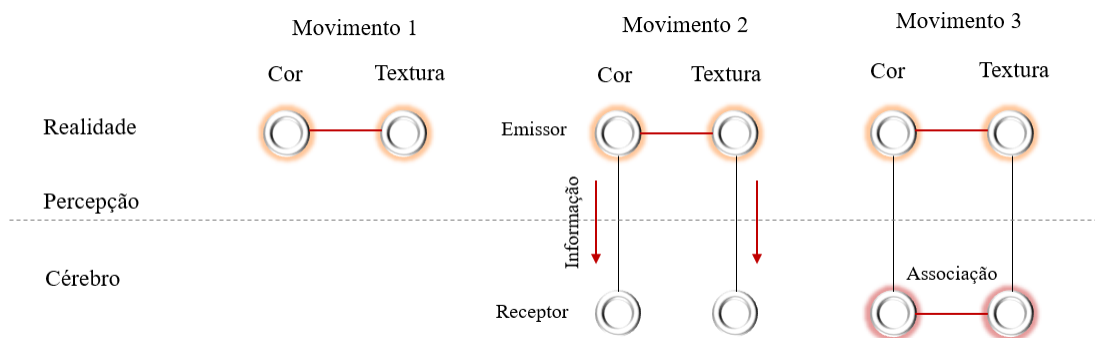 Movimento 1
Movimento 2
Movimento 3
Cor
Textura
Cor
Textura
Cor
Textura
Realidade
Emissor
Percepção
Informação
Cérebro
Associação
Receptor